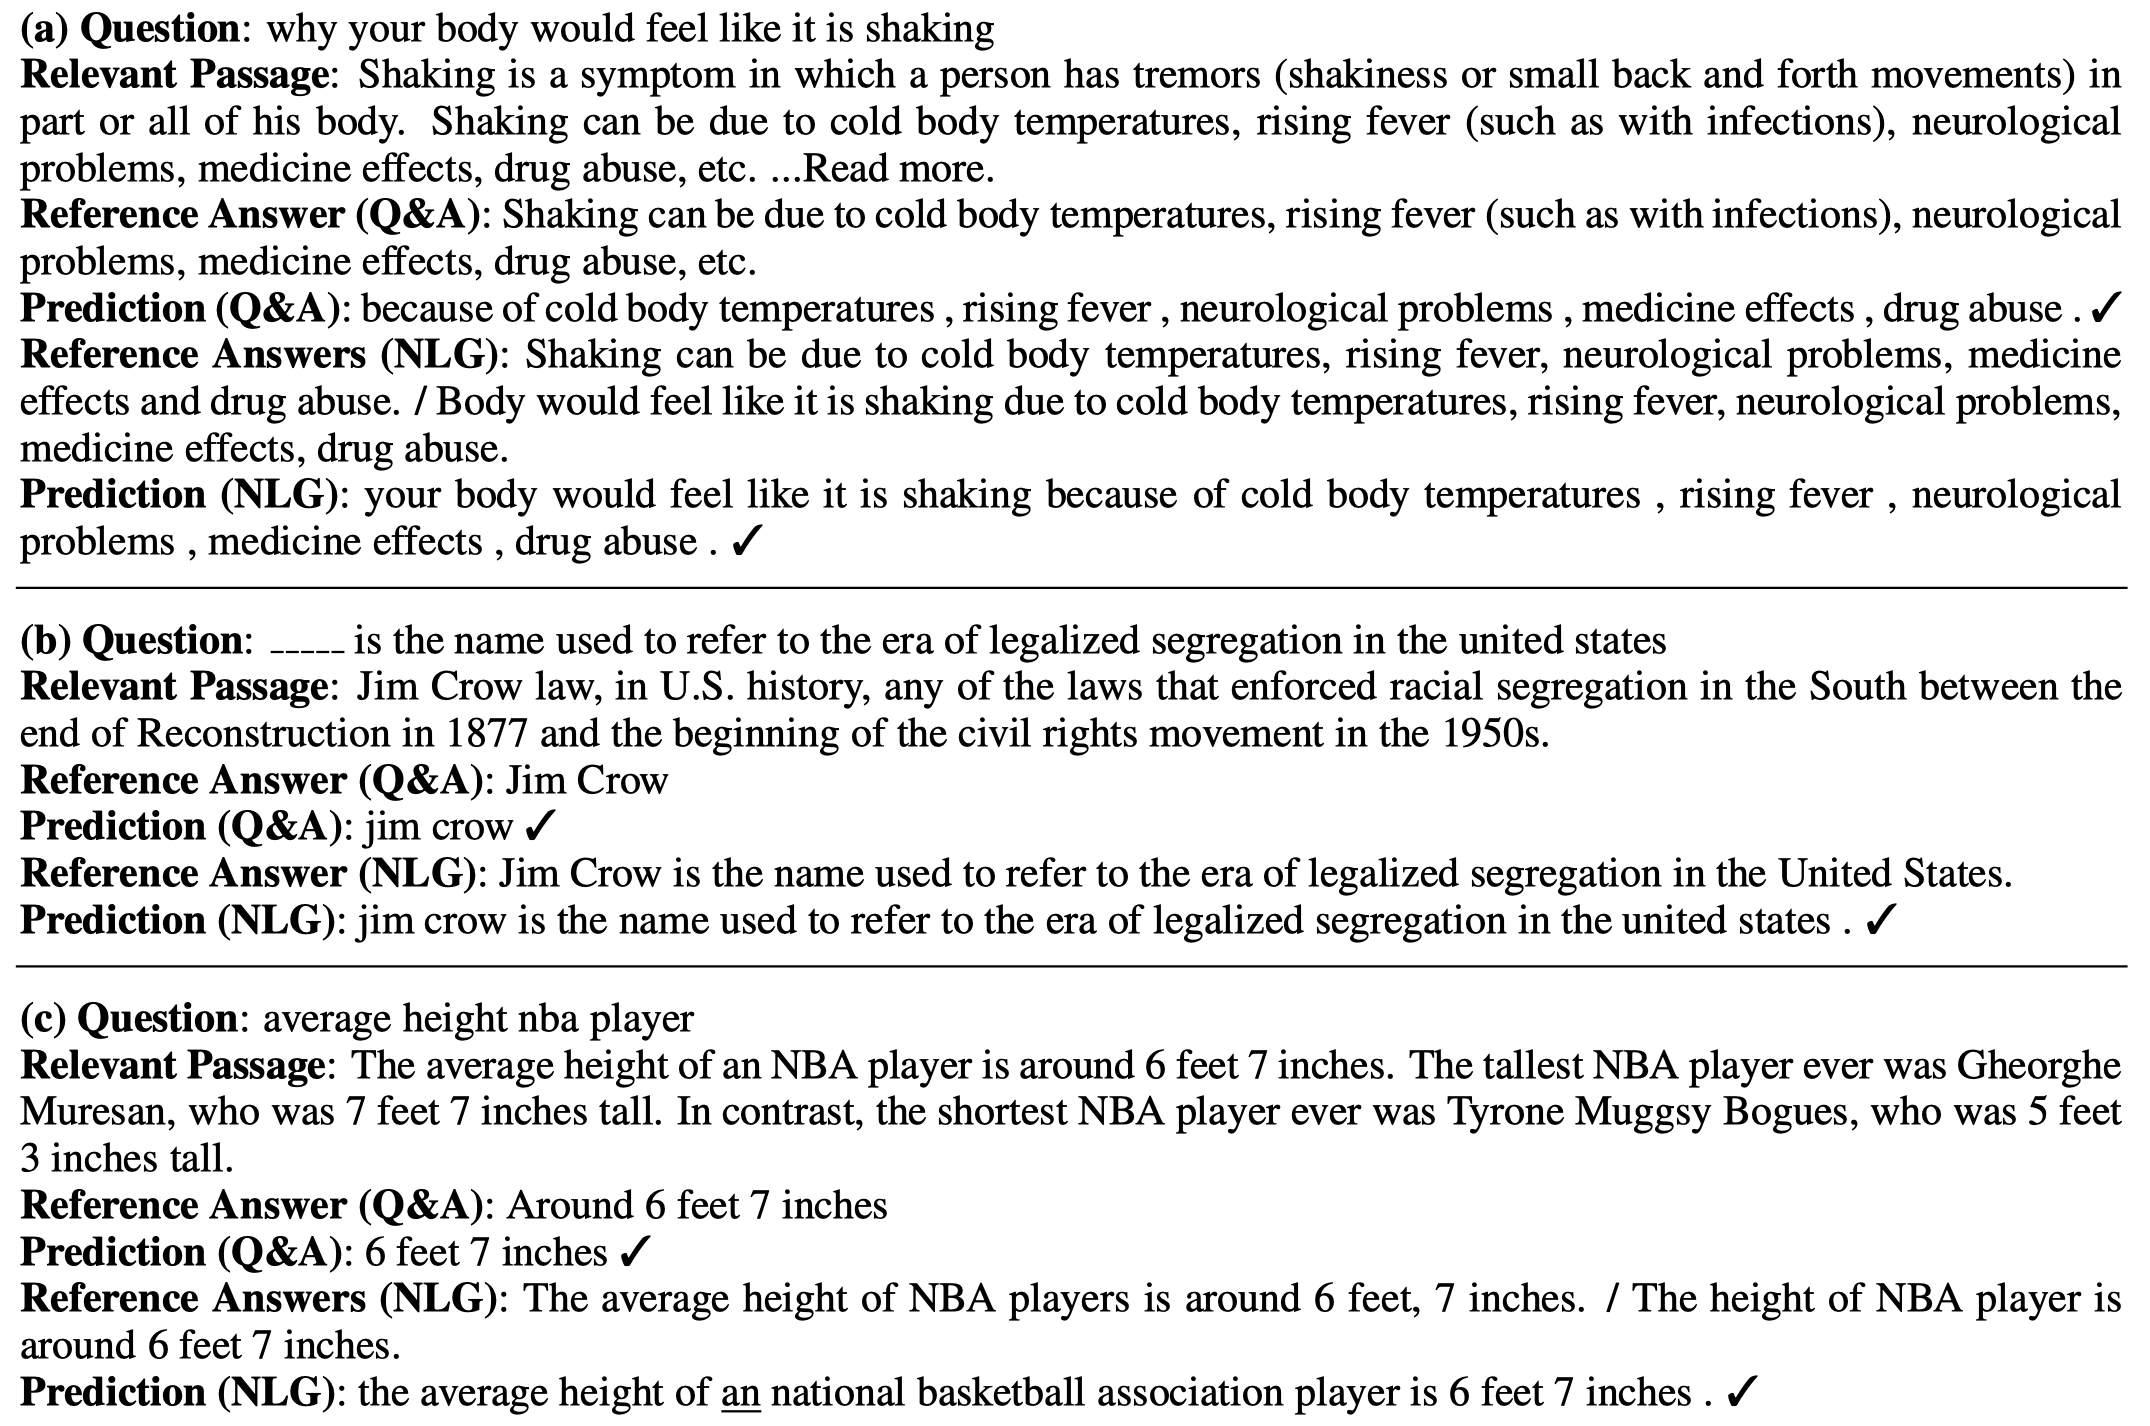 (a) Question: why your body would feel like it is shaking
Relevant Passage: Shaking is a symptom in which a person has tremors (shakiness or small back and forth movements) in
part or all of his body. Shaking can be due to cold body temperatures, rising fever (such as with infections), neurological
problems, medicine effects, drug abuse, etc. ...Read more.
Reference Answer (Q&A): Shaking can be due to cold body temperatures, rising fever (such as with infections), neurological
problems, medicine effects, drug abuse, etc.
Prediction (Q&A): because of cold body temperatures , rising fever , neurological problems , medicine effects , drug abuse . ✓
Reference Answers (NLG): Shaking can be due to cold body temperatures, rising fever, neurological problems, medicine
effects and drug abuse. / Body would feel like it is shaking due to cold body temperatures, rising fever, neurological problems,
medicine effects, drug abuse.
Prediction (NLG): your body would feel like it is shaking because of cold body temperatures , rising fever , neurological
problems , medicine effects , drug abuse . ✓
(b) Question: _____ is the name used to refer to the era of legalized segregation in the united states
Relevant Passage: Jim Crow law, in U.S. history, any of the laws that enforced racial segregation in the South between the
end of Reconstruction in 1877 and the beginning of the civil rights movement in the 1950s.
Reference Answer (Q&A): Jim Crow
Prediction (Q&A): jim crow ✓
Reference Answer (NLG): Jim Crow is the name used to refer to the era of legalized segregation in the United States.
Prediction (NLG): jim crow is the name used to refer to the era of legalized segregation in the united states . ✓
(c) Question: average height nba player
Relevant Passage: The average height of an NBA player is around 6 feet 7 inches. The tallest NBA player ever was Gheorghe
Muresan, who was 7 feet 7 inches tall. In contrast, the shortest NBA player ever was Tyrone Muggsy Bogues, who was 5 feet
3 inches tall.
Reference Answer (Q&A): Around 6 feet 7 inches
Prediction (Q&A): 6 feet 7 inches ✓
Reference Answers (NLG): The average height of NBA players is around 6 feet, 7 inches. / The height of NBA player is
around 6 feet 7 inches.
Prediction (NLG): the average height of an national basketball association player is 6 feet 7 inches . ✓